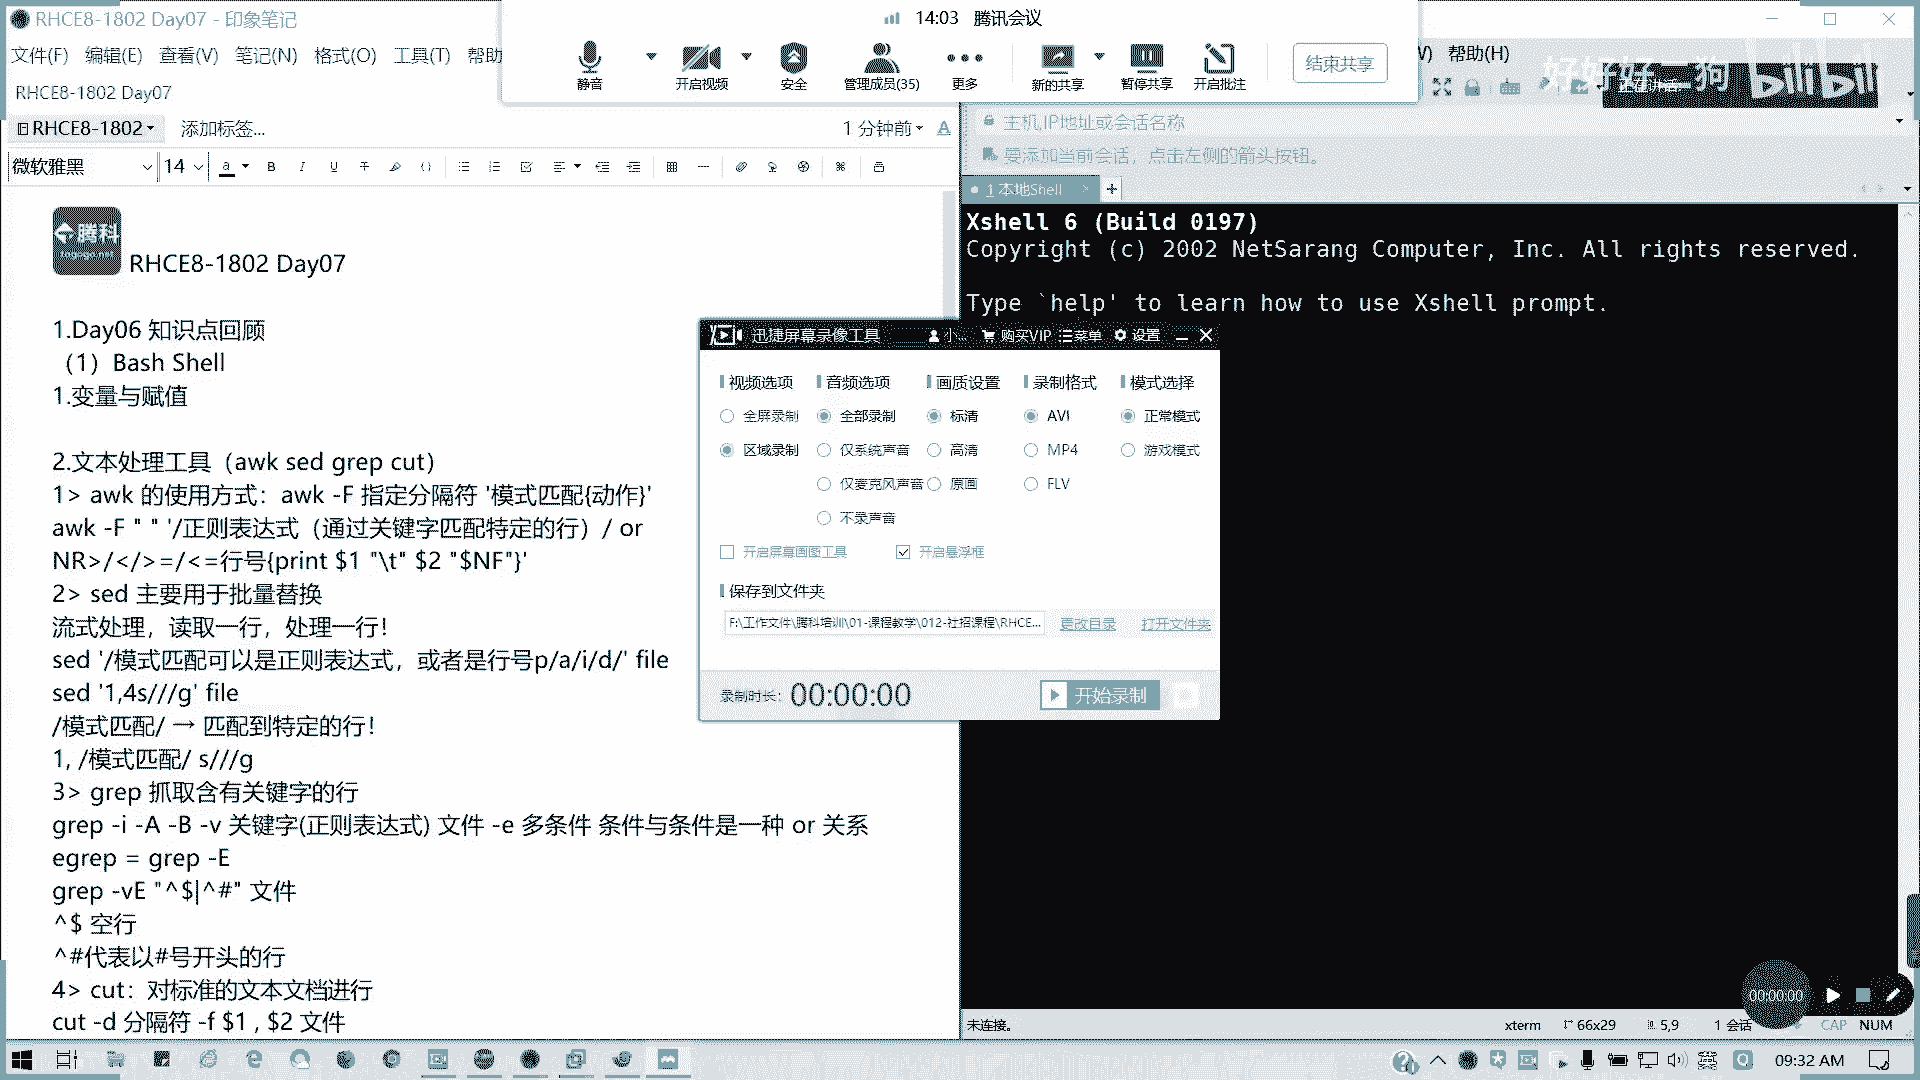 RHCE8-1802 Day07 - 印象笔记
文件(F) 编辑(E) 查看(V) 笔记(N) 格式(O) 工具(T) 帮助
RHCE8-1802 Day07
RHCE8-1802 添加标签... 1 分钟前
微软雅黑 14
14:03 腾讯会议
静音 开启视频 安全 管理成员(35) 更多 新的共享 暂停共享 开启批注 结束共享
V) 帮助(H)
好好好一狗 bilibili
主机,IP地址或会话名称
要添加当前会话，点击左侧的箭头按钮。
1 本地Shell
Xshell 6 (Build 0197)
Copyright (c) 2002 NetSarang Computer, Inc. All rights reserved.
Type `help' to learn how to use Xshell prompt.
腾科
togogo.net
RHCE8-1802 Day07
1.Day06 知识点回顾
（1）Bash Shell
1.变量与赋值
2.文本处理工具（awk sed grep cut）
1> awk 的使用方式：awk -F 指定分隔符 '模式匹配{动作}'
awk -F " " '/正则表达式（通过关键字匹配特定的行）/ or
NR>/</>=/<=行号{print $1 "\t" $2 "$NF"}'
2> sed 主要用于批量替换
流式处理，读取一行，处理一行！
sed '/模式匹配可以是正则表达式，或者是行号p/a/i/d/' file
sed '1,4s///g' file
/模式匹配/ → 匹配到特定的行！
1, /模式匹配/ s///g
3> grep 抓取含有关键字的行
grep -i -A -B -v 关键字(正则表达式) 文件 -e 多条件 条件与条件是一种 or 关系
egrep = grep -E
grep -vE "^$|^#" 文件
^$ 空行
^#代表以#号开头的行
4> cut：对标准的文本文档进行
cut -d 分隔符 -f $1 , $2 文件
迅捷屏幕录像工具 小... 购买VIP 菜单 设置
视频选项 音频选项 画质设置 录制格式 模式选择
全屏录制 全部录制 标清 AVI 正常模式
区域录制 仅系统声音 高清 MP4 游戏模式
仅麦克风声音 原画 FLV
不录声音
开启屏幕画图工具 开启悬浮框
保存到文件夹
F:\工作文件\腾科培训\01-课程教学\012-社招课程\RHCE... 更改目录 打开文件夹
录制时长： 00:00:00 开始录制
00:00:00
未连接。 xterm 66x29 5,9 1 会话 CAP NUM
英 09:32 AM